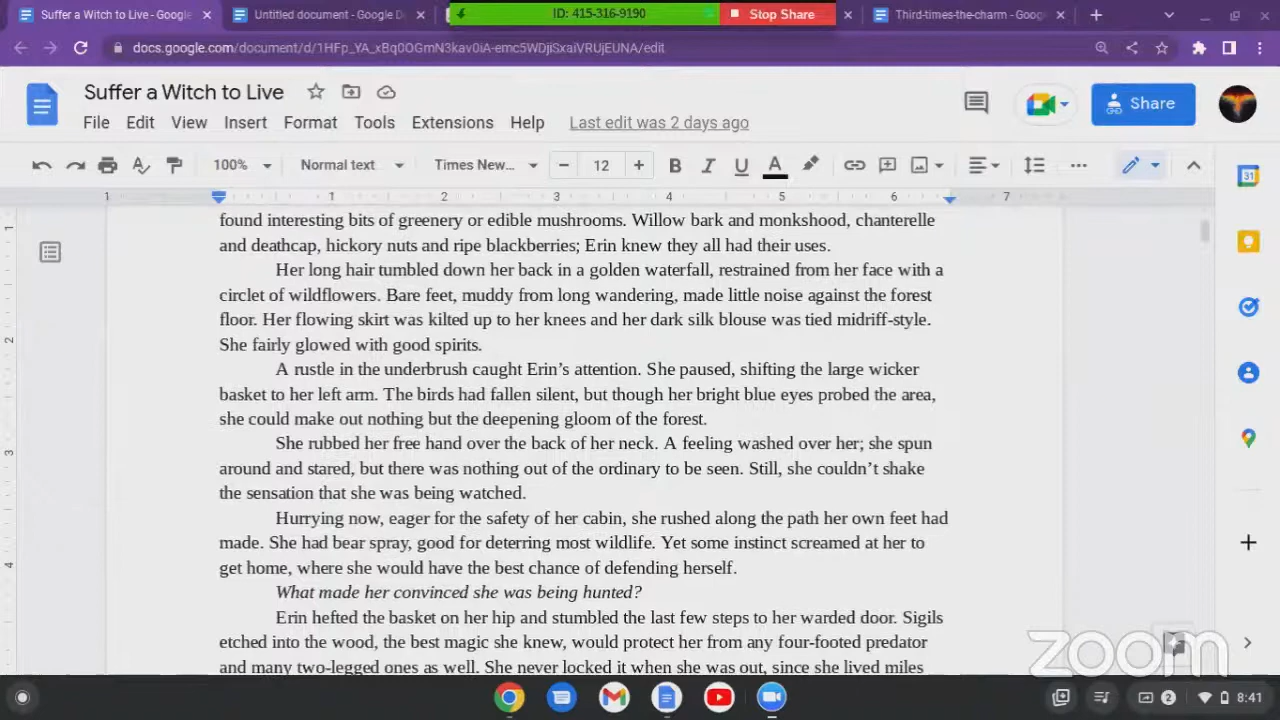 Suffer a Witch to Live - Google
Untitled document - Google D
ID: 415-316-9190
Stop Share
Third-times-the-charm - Goog
docs.google.com/document/d/1HFp_YA_xBq0OGmN3kav0iA-emc5WDjiSxaiVRUjEUNA/edit
Suffer a Witch to Live
Share
File Edit View Insert Format Tools Extensions Help Last edit was 2 days ago
100% Normal text Times New... 12 B I U A
1 1 2 3 4 5 6 7
found interesting bits of greenery or edible mushrooms. Willow bark and monkshood, chanterelle
and deathcap, hickory nuts and ripe blackberries; Erin knew they all had their uses.
Her long hair tumbled down her back in a golden waterfall, restrained from her face with a
circlet of wildflowers. Bare feet, muddy from long wandering, made little noise against the forest
floor. Her flowing skirt was kilted up to her knees and her dark silk blouse was tied midriff-style.
She fairly glowed with good spirits.
A rustle in the underbrush caught Erin’s attention. She paused, shifting the large wicker
basket to her left arm. The birds had fallen silent, but though her bright blue eyes probed the area,
she could make out nothing but the deepening gloom of the forest.
She rubbed her free hand over the back of her neck. A feeling washed over her; she spun
around and stared, but there was nothing out of the ordinary to be seen. Still, she couldn’t shake
the sensation that she was being watched.
Hurrying now, eager for the safety of her cabin, she rushed along the path her own feet had
made. She had bear spray, good for deterring most wildlife. Yet some instinct screamed at her to
get home, where she would have the best chance of defending herself.
What made her convinced she was being hunted?
Erin hefted the basket on her hip and stumbled the last few steps to her warded door. Sigils
etched into the wood, the best magic she knew, would protect her from any four-footed predator
and many two-legged ones as well. She never locked it when she was out, since she lived miles
1
2
3
4
31
zoom
2
8:41